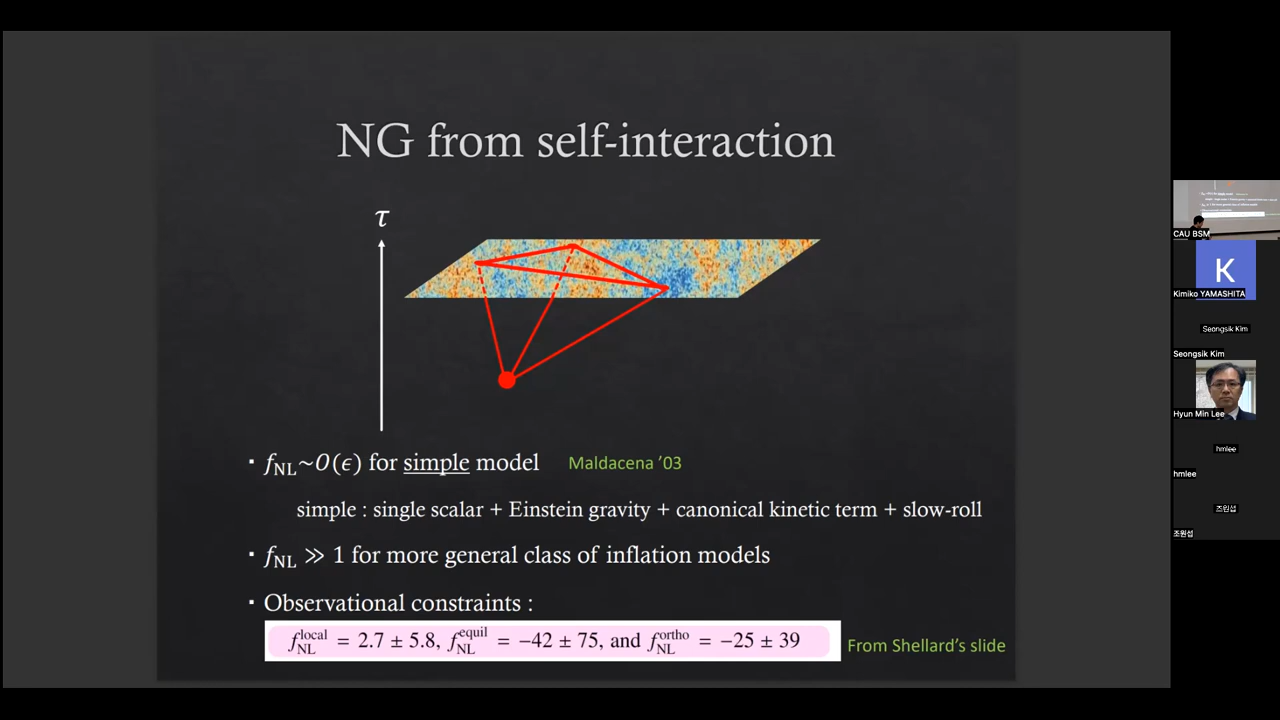 NG from self-interaction
τ
▪ f_NL~O(ϵ) for simple model Maldacena ’03
simple : single scalar + Einstein gravity + canonical kinetic term + slow-roll
▪ f_NL ≫ 1 for more general class of inflation models
▪ Observational constraints :
f_NL^local = 2.7 ± 5.8, f_NL^equil = −42 ± 75, and f_NL^ortho = −25 ± 39 From Shellard’s slide
CAU BSM
K
Kimiko YAMASHITA
Seongsik Kim
Seongsik Kim
Hyun Min Lee
hmlee
hmlee
조원섭
조원섭